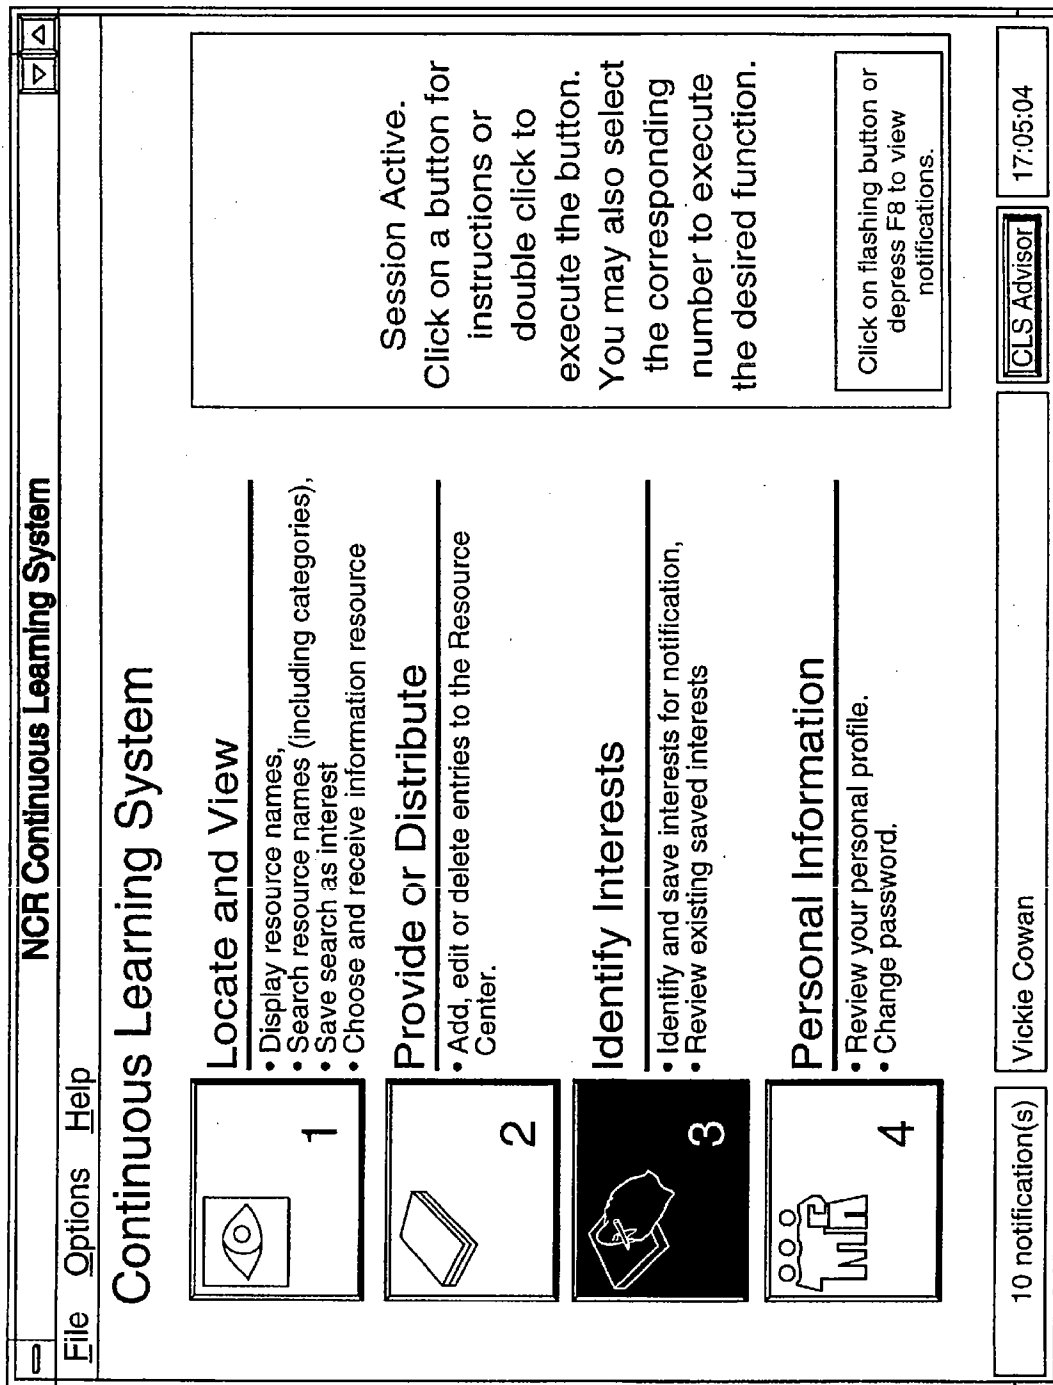 NCR Continuous Learning System
File Options Help
Continuous Learning System
1
Locate and View
• Display resource names,
• Search resource names (including categories),
• Save search as interest
• Choose and receive information resource
2
Provide or Distribute
• Add, edit or delete entries to the Resource
Center.
3
Identify Interests
• Identify and save interests for notification,
• Review existing saved interests
4
Personal Information
• Review your personal profile.
• Change password.
Session Active.
Click on a button for
instructions or
double click to
execute the button.
You may also select
the corresponding
number to execute
the desired function.
Click on flashing button or
depress F8 to view
notifications.
10 notification(s)
Vickie Cowan
CLS Advisor
17:05:04